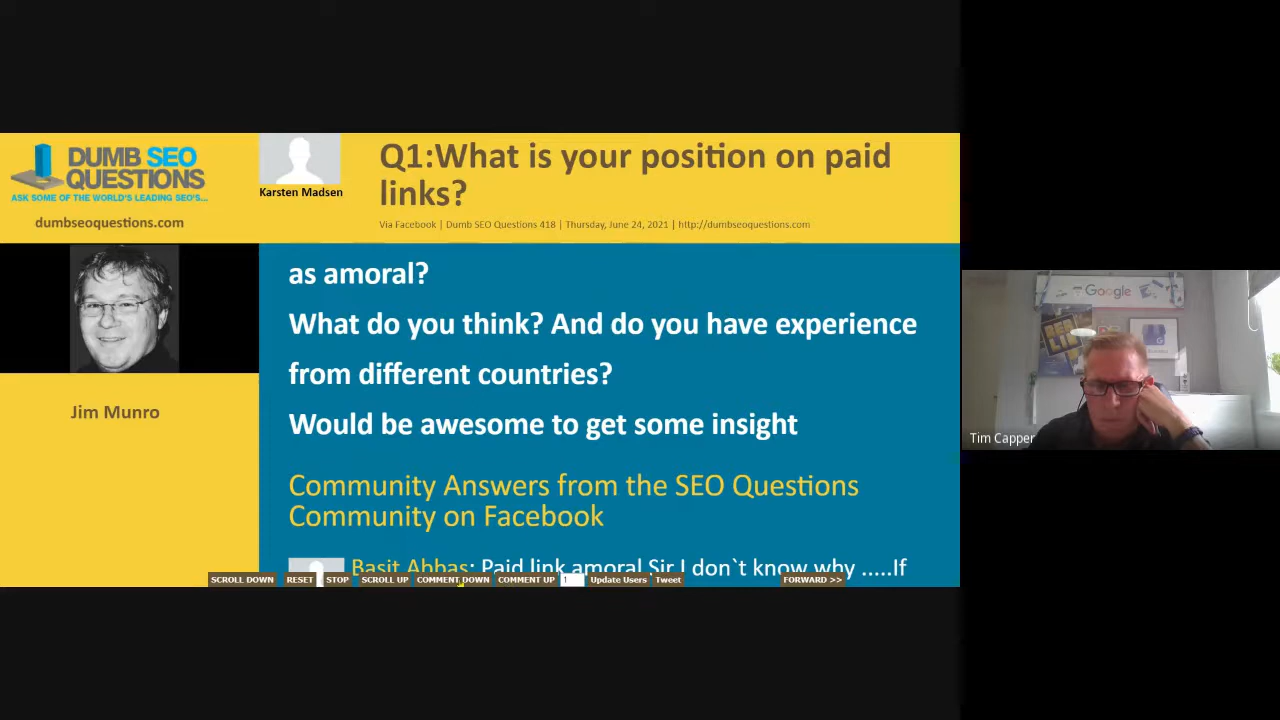 DUMB SEO
QUESTIONS
ASK SOME OF THE WORLD'S LEADING SEO'S...
dumbseoquestions.com
Karsten Madsen
Q1:What is your position on paid
links?
Via Facebook | Dumb SEO Questions 418 | Thursday, June 24, 2021 | http://dumbseoquestions.com
Jim Munro
as amoral?
What do you think? And do you have experience
from different countries?
Would be awesome to get some insight
Community Answers from the SEO Questions
Community on Facebook
Basit Abbas: Paid link amoral Sir I don`t know why .....If
SCROLL DOWN RESET STOP SCROLL UP COMMENT DOWN COMMENT UP 1 Update Users Tweet FORWARD >>
Google
Tim Capper